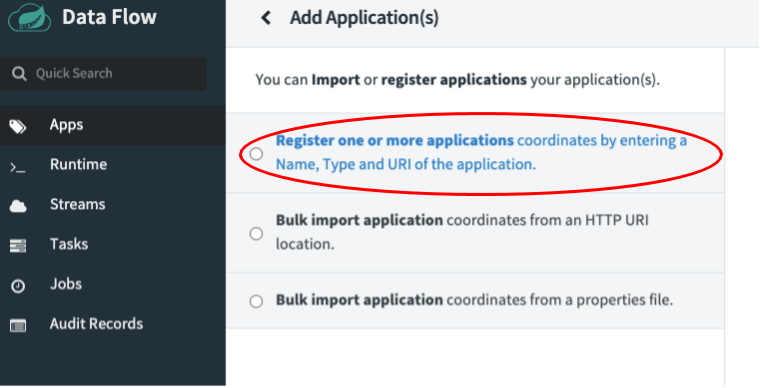 Data Flow
Quick Search
Apps
Runtime
Streams
Tasks
Jobs
Audit Records
Add Application(s)
You can Import or register applications your application(s).
Register one or more applications coordinates by entering a
Name, Type and URI of the application.
Bulk import application coordinates from an HTTP URI
location.
Bulk import application coordinates from a properties file.